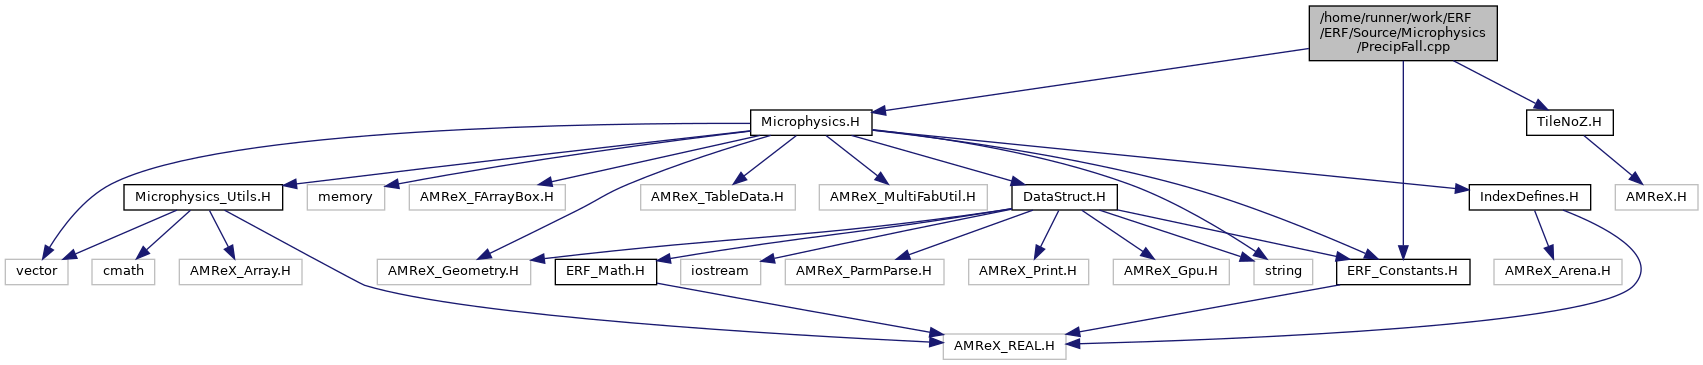 /home/runner/work/ERF
/ERF/Source/Microphysics
/PrecipFall.cpp
Microphysics.H
TileNoZ.H
Microphysics_Utils.H
memory
AMReX_FArrayBox.H
AMReX_TableData.H
AMReX_MultiFabUtil.H
DataStruct.H
IndexDefines.H
AMReX.H
vector
cmath
AMReX_Array.H
AMReX_Geometry.H
ERF_Math.H
iostream
AMReX_ParmParse.H
AMReX_Print.H
AMReX_Gpu.H
string
ERF_Constants.H
AMReX_Arena.H
AMReX_REAL.H